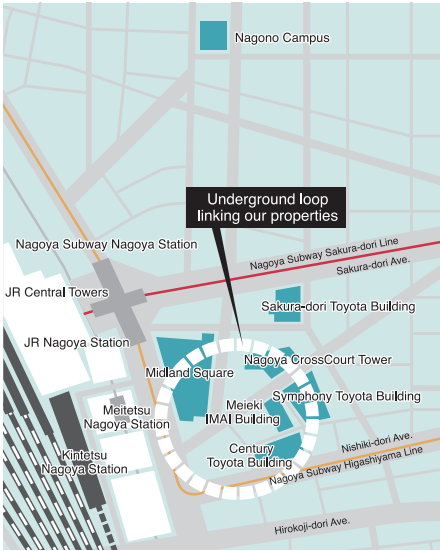 Nagono Campus
Underground loop
linking our properties
Nagoya Subway Nagoya Station
Nagoya Subway Sakura-dori Line
Sakura-dori Ave.
JR Central Towers
Sakura-dori Toyota Building
JR Nagoya Station
Nagoya CrossCourt Tower
Midland Square
Symphony Toyota Building
Meitetsu
Nagoya Station
Meieki
IMAI Building
Nishiki-dori Ave.
Century
Toyota Building
Kintetsu
Nagoya Station
Nagoya Subway Higashiyama Line
Hirokoji-dori Ave.